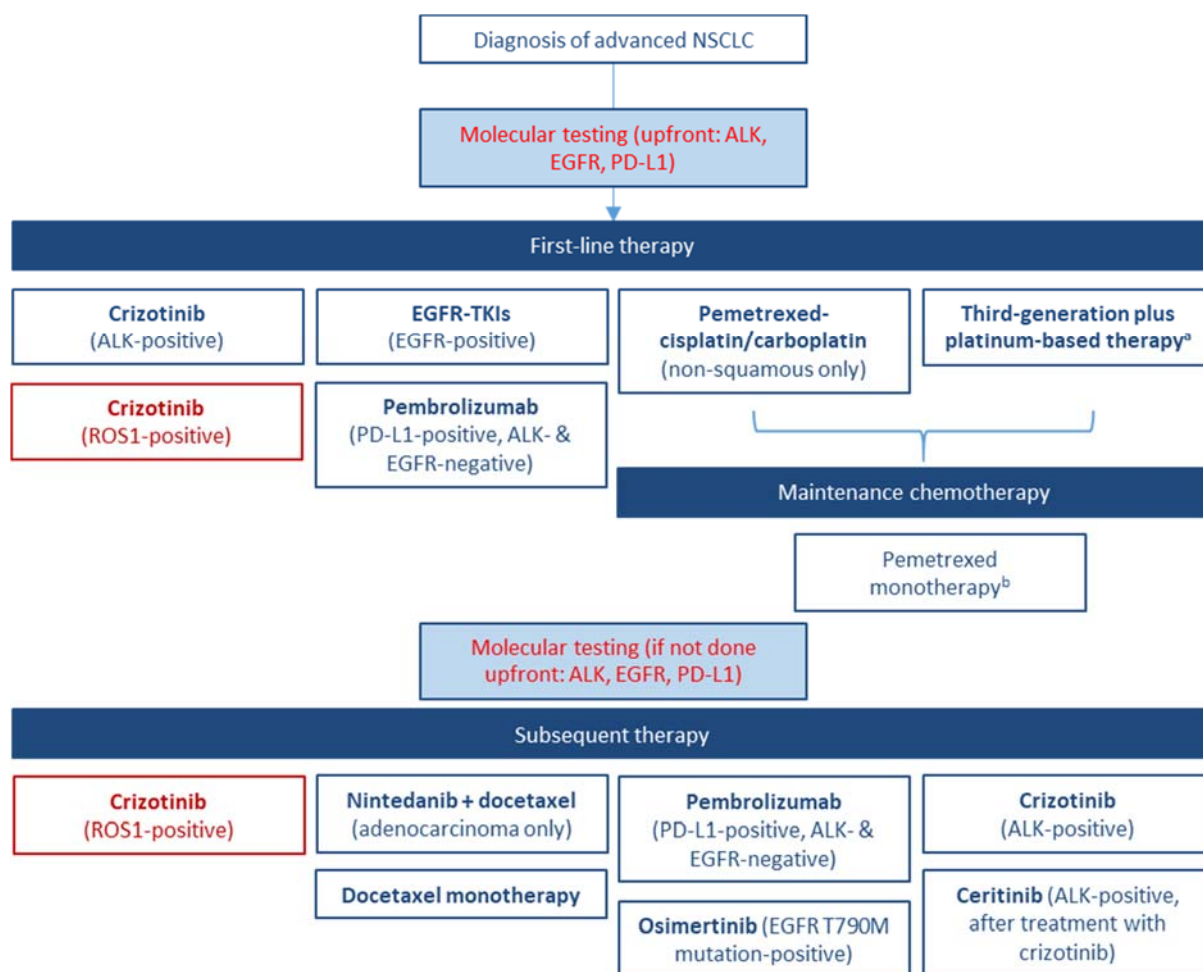 Diagnosis of advanced NSCLC
Molecular testing (upfront: ALK,
EGFR, PD-L1)
First-line therapy
Crizotinib
(ALK-positive)
EGFR-TKIs
(EGFR-positive)
Pemetrexed-
cisplatin/carboplatin
(non-squamous only)
Third-generation plus
platinum-based therapyᵃ
Crizotinib
(ROS1-positive)
Pembrolizumab
(PD-L1-positive, ALK- &
EGFR-negative)
Maintenance chemotherapy
Pemetrexed
monotherapyᵇ
Molecular testing (if not done
upfront: ALK, EGFR, PD-L1)
Subsequent therapy
Crizotinib
(ROS1-positive)
Nintedanib + docetaxel
(adenocarcinoma only)
Pembrolizumab
(PD-L1-positive, ALK- &
EGFR-negative)
Crizotinib
(ALK-positive)
Docetaxel monotherapy
Osimertinib (EGFR T790M
mutation-positive)
Ceritinib (ALK-positive,
after treatment with
crizotinib)